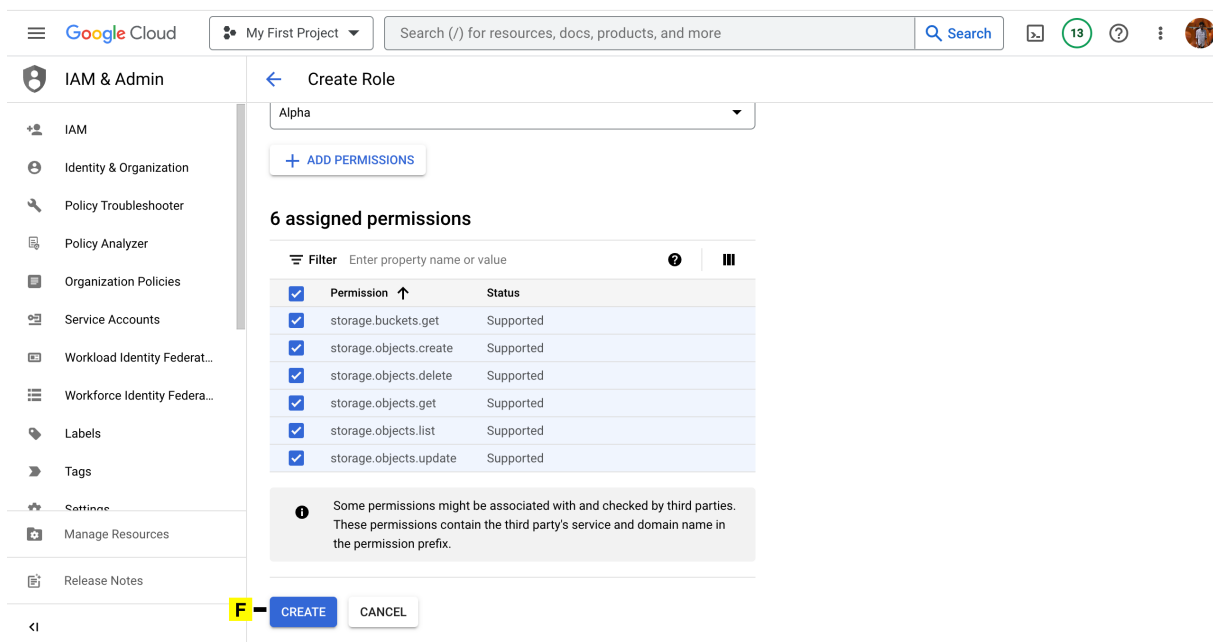 Google Cloud
My First Project
Search (/) for resources, docs, products, and more
Search
13
IAM & Admin
Create Role
IAM
Identity & Organization
Policy Troubleshooter
Policy Analyzer
Organization Policies
Service Accounts
Workload Identity Federat...
Workforce Identity Federa...
Labels
Tags
Settings
Manage Resources
Release Notes
Alpha
ADD PERMISSIONS
6 assigned permissions
Filter Enter property name or value
Permission Status
storage.buckets.get Supported
storage.objects.create Supported
storage.objects.delete Supported
storage.objects.get Supported
storage.objects.list Supported
storage.objects.update Supported
Some permissions might be associated with and checked by third parties.
These permissions contain the third party's service and domain name in
the permission prefix.
F
CREATE CANCEL